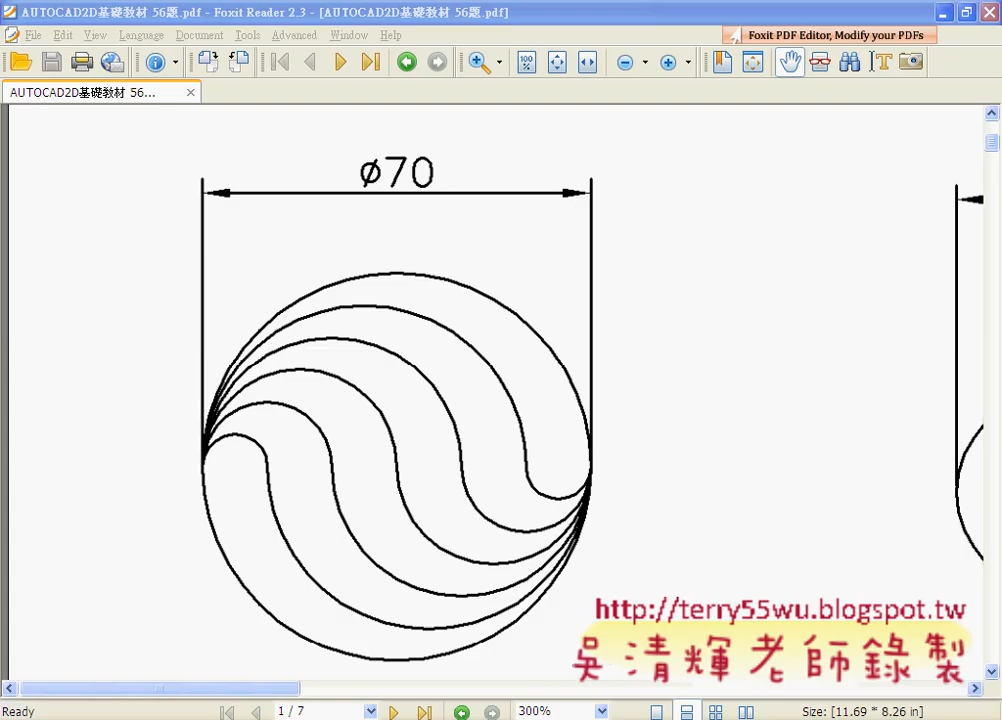 AUTOCAD2D基礎教材 56題.pdf - Foxit Reader 2.3 - [AUTOCAD2D基礎教材 56題.pdf]
File Edit View Language Document Tools Advanced Window Help
Foxit PDF Editor, Modify your PDFs
100 %
AUTOCAD2D基礎教材 56...
ø70
http://terry55wu.blogspot.tw
吳清輝老師錄製
Ready
1 / 7
300%
Size: [11.69 * 8.26 in]